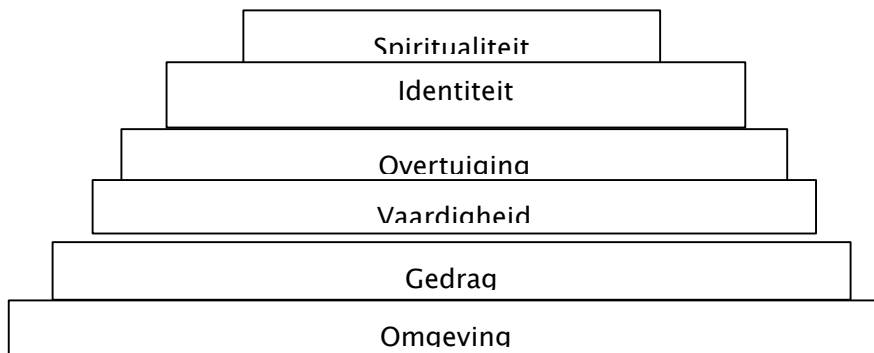 Spiritualiteit
Identiteit
Overtuiging
Vaardigheid
Gedrag
Omgeving